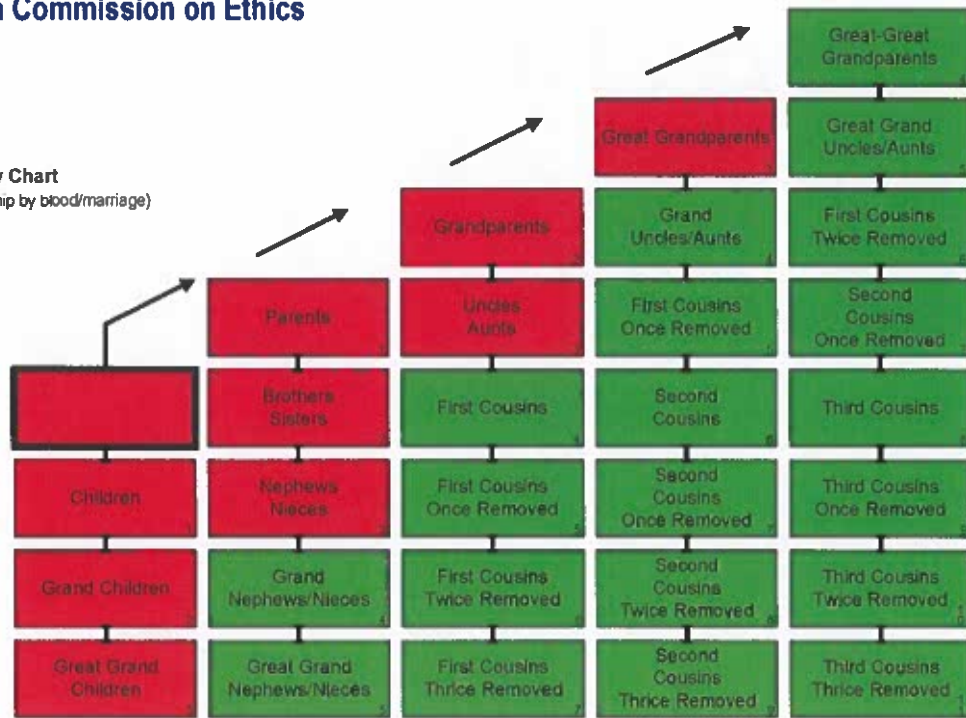 Commission on Ethics
Chart
by blood/marriage)
Children
Grand Children
Great Grand
Children
Parents
Brothers
Sisters
Nephews
Nieces
Grand
Nephews/Nieces
Great Grand
Nephews/Nieces
Grandparents
Uncles
Aunts
First Cousins
First Cousins
Once Removed
First Cousins
Twice Removed
First Cousins
Thrice Removed
Great Grandparents
Grand
Uncles/Aunts
First Cousins
Once Removed
Second
Cousins
Second
Cousins
Once Removed
Second
Cousins
Twice Removed
Second
Cousins
Thrice Removed
Great-Great
Grandparents
Great Grand
Uncles/Aunts
First Cousins
Twice Removed
Second
Cousins
Once Removed
Third Cousins
Third Cousins
Once Removed
Third Cousins
Twice Removed
Third Cousins
Thrice Removed